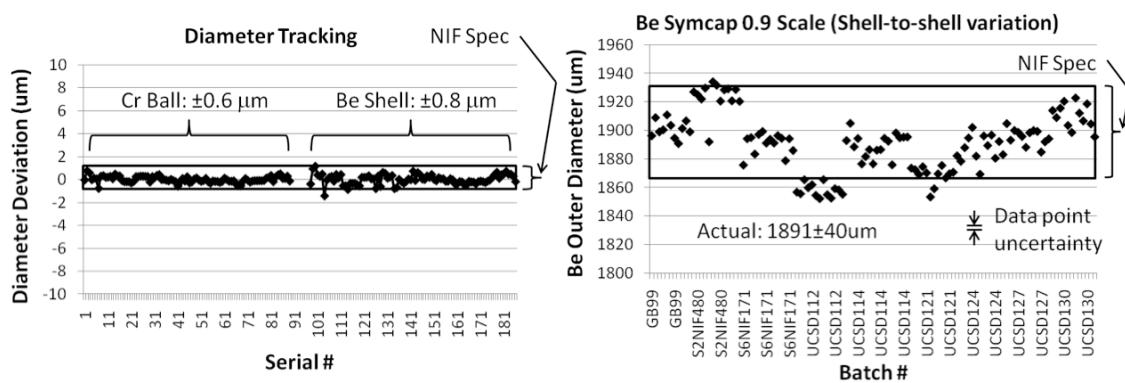 Diameter Tracking
NIF Spec
Diameter Deviation (um)
10
8
6
4
2
0
-2
-4
-6
-8
-10
Cr Ball: ±0.6 μm
Be Shell: ±0.8 μm
1
11
21
31
41
51
61
71
81
91
101
111
121
131
141
151
161
171
181
Serial #
Be Symcap 0.9 Scale (Shell-to-shell variation)
NIF Spec
Be Outer Diameter (um)
1960
1940
1920
1900
1880
1860
1840
1820
1800
Actual: 1891±40um
Data point
uncertainty
GB99
GB99
S2NIF480
S2NIF480
S6NIF171
S6NIF171
S6NIF171
UCSD112
UCSD112
UCSD114
UCSD114
UCSD114
UCSD121
UCSD121
UCSD124
UCSD127
UCSD127
UCSD130
UCSD130
Batch #